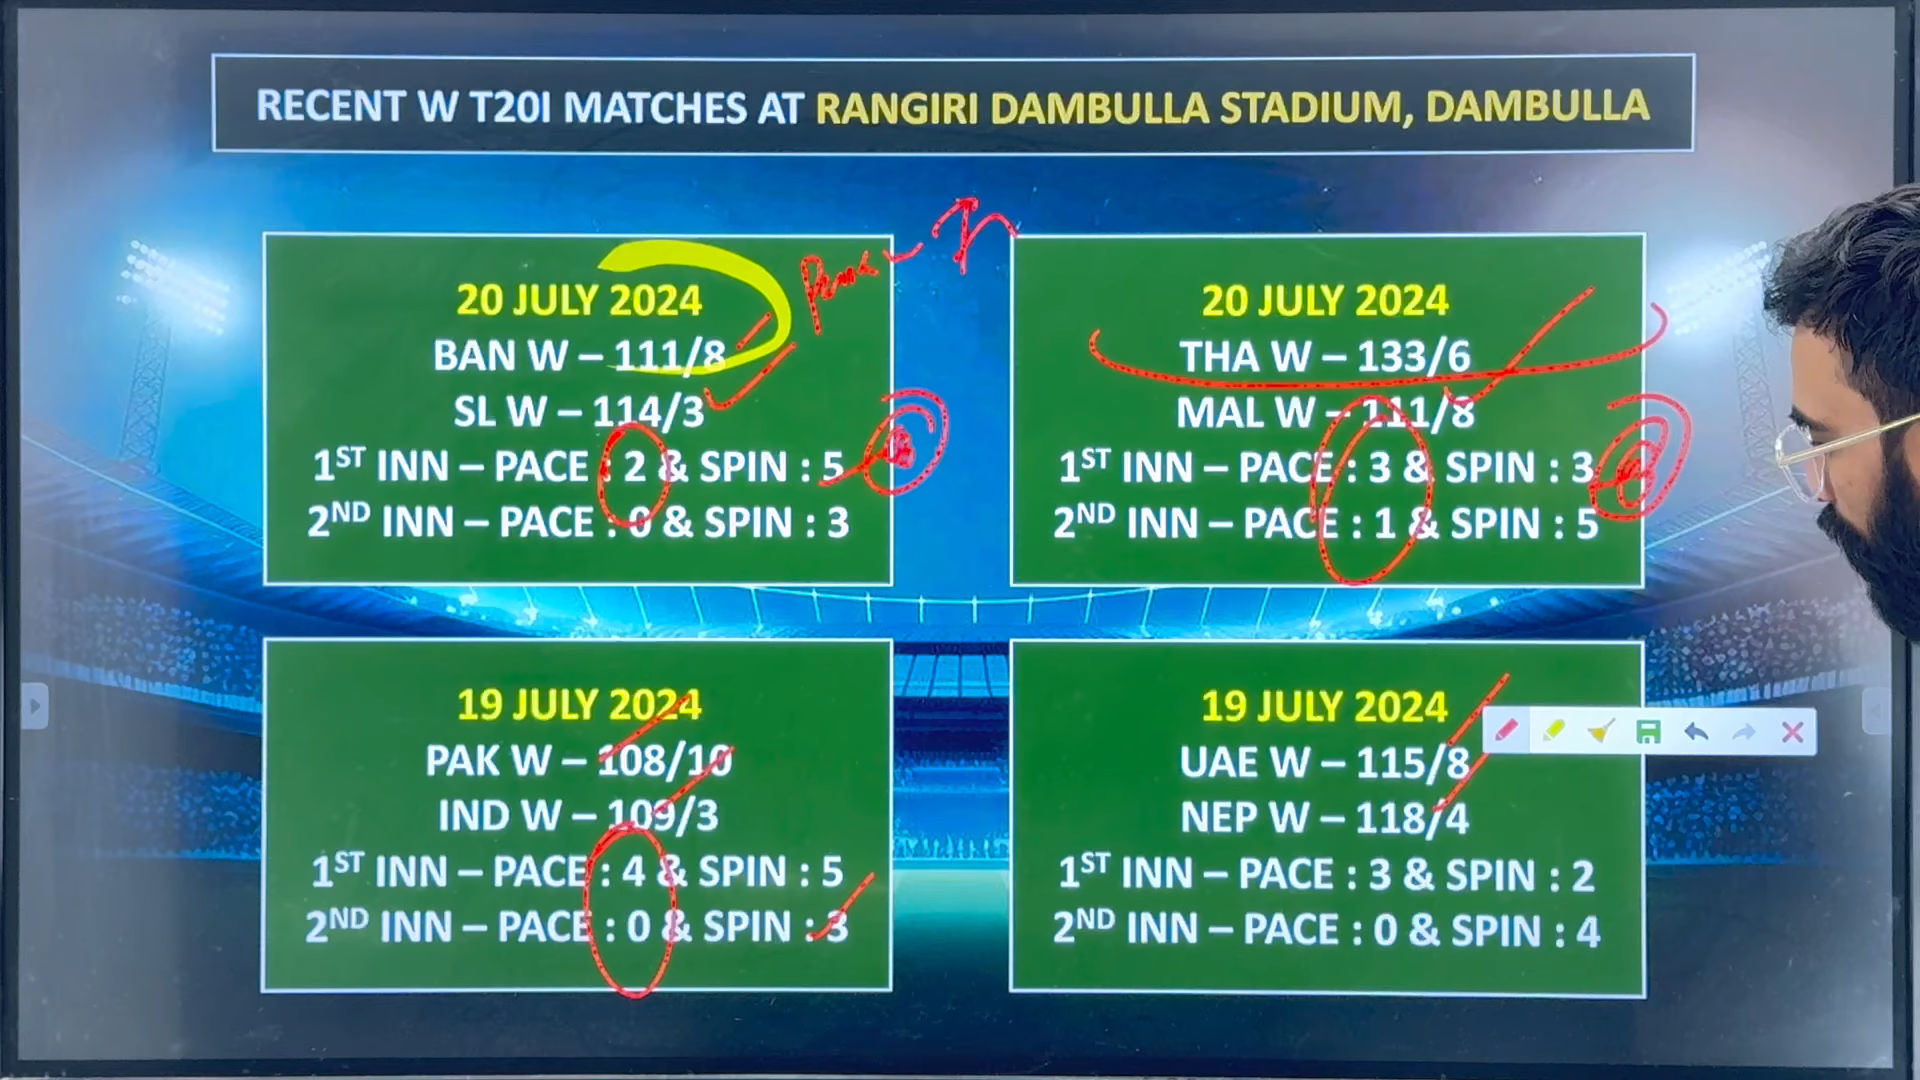 RECENT W T20I MATCHES AT RANGIRI DAMBULLA STADIUM, DAMBULLA
20 JULY 2024
BAN W – 111/8
SL W – 114/3
1ST INN – PACE : 2 & SPIN : 5
2ND INN – PACE : 0 & SPIN : 3
20 JULY 2024
THA W – 133/6
MAL W – 111/8
1ST INN – PACE : 3 & SPIN : 3
2ND INN – PACE : 1 & SPIN : 5
19 JULY 2024
PAK W – 108/10
IND W – 109/3
1ST INN – PACE : 4 & SPIN : 5
2ND INN – PACE : 0 & SPIN : 3
19 JULY 2024
UAE W – 115/8
NEP W – 118/4
1ST INN – PACE : 3 & SPIN : 2
2ND INN – PACE : 0 & SPIN : 4